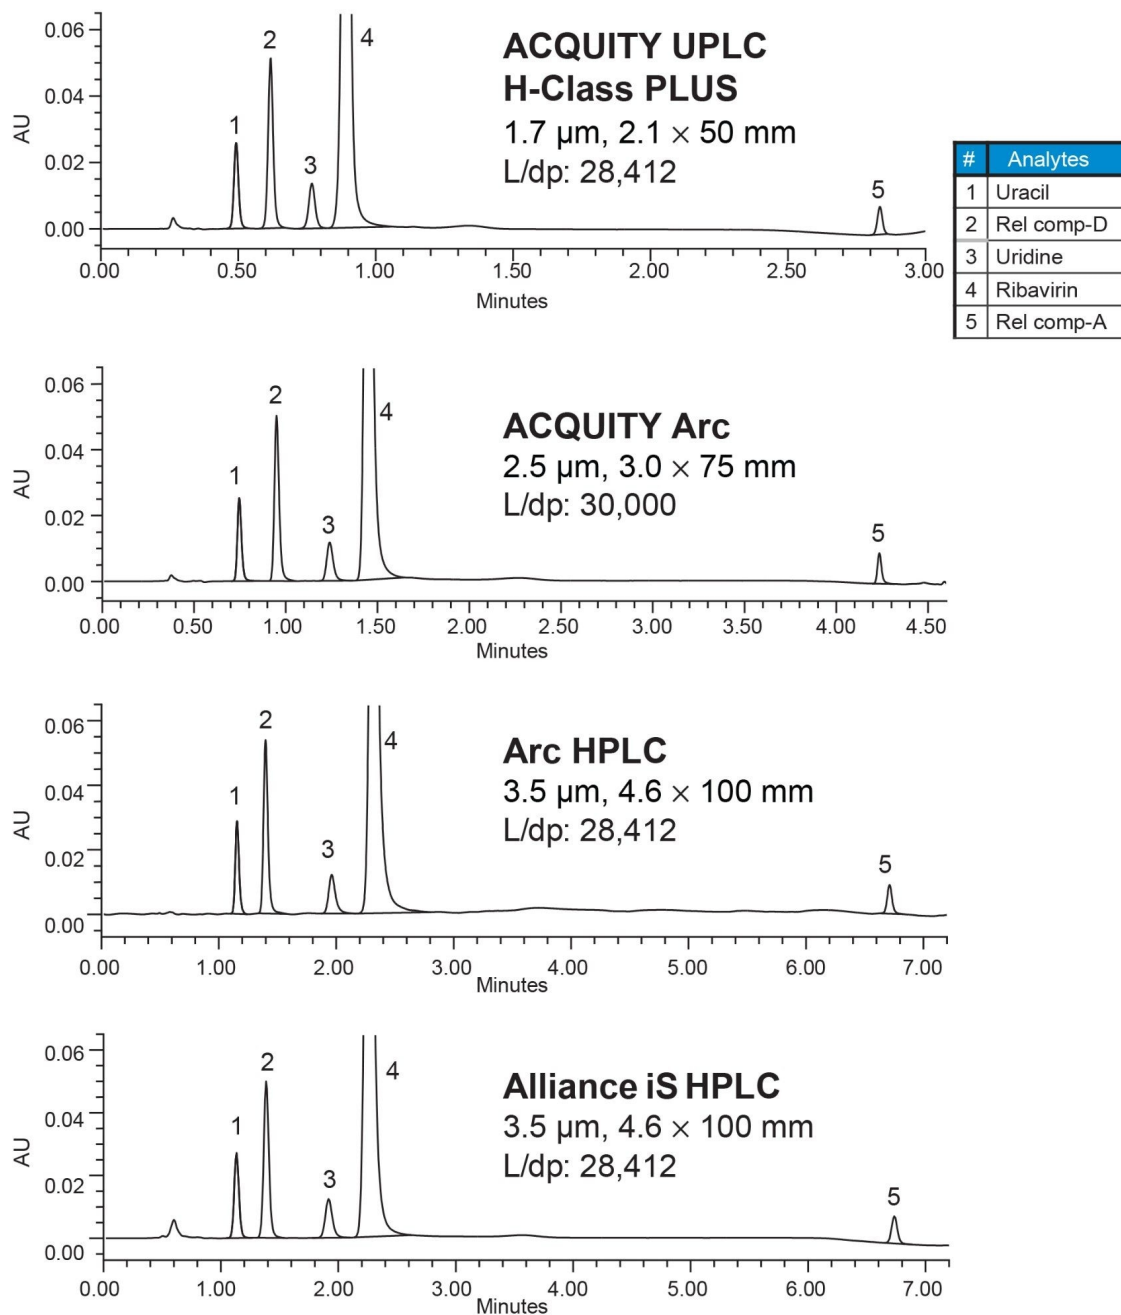 0.06
0.04
0.02
0.00
AU
1
2
3
4
5
ACQUITY UPLC
H-Class PLUS
1.7 µm, 2.1 × 50 mm
L/dp: 28,412
0.00 0.50 1.00 1.50 2.00 2.50 3.00
Minutes
# Analytes
1 Uracil
2 Rel comp-D
3 Uridine
4 Ribavirin
5 Rel comp-A
0.06
0.04
0.02
0.00
AU
1
2
3
4
5
ACQUITY Arc
2.5 µm, 3.0 × 75 mm
L/dp: 30,000
0.00 0.50 1.00 1.50 2.00 2.50 3.00 3.50 4.00 4.50
Minutes
0.06
0.04
0.02
0.00
AU
1
2
3
4
5
Arc HPLC
3.5 µm, 4.6 × 100 mm
L/dp: 28,412
0.00 1.00 2.00 3.00 4.00 5.00 6.00 7.00
Minutes
0.06
0.04
0.02
0.00
AU
1
2
3
4
5
Alliance iS HPLC
3.5 µm, 4.6 × 100 mm
L/dp: 28,412
0.00 1.00 2.00 3.00 4.00 5.00 6.00 7.00
Minutes